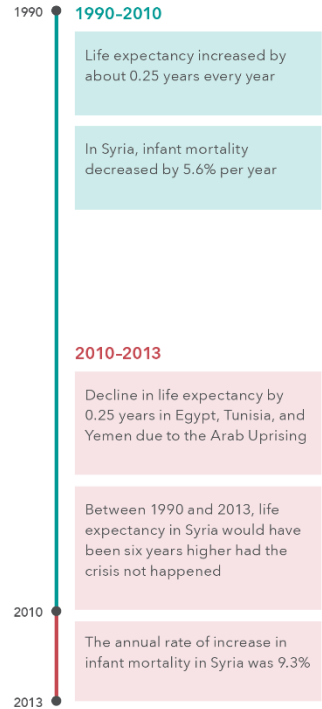 1990
1990–2010
Life expectancy increased by
about 0.25 years every year
In Syria, infant mortality
decreased by 5.6% per year
2010–2013
Decline in life expectancy by
0.25 years in Egypt, Tunisia, and
Yemen due to the Arab Uprising
Between 1990 and 2013, life
expectancy in Syria would have
been six years higher had the
crisis not happened
2010
The annual rate of increase in
infant mortality in Syria was 9.3%
2013